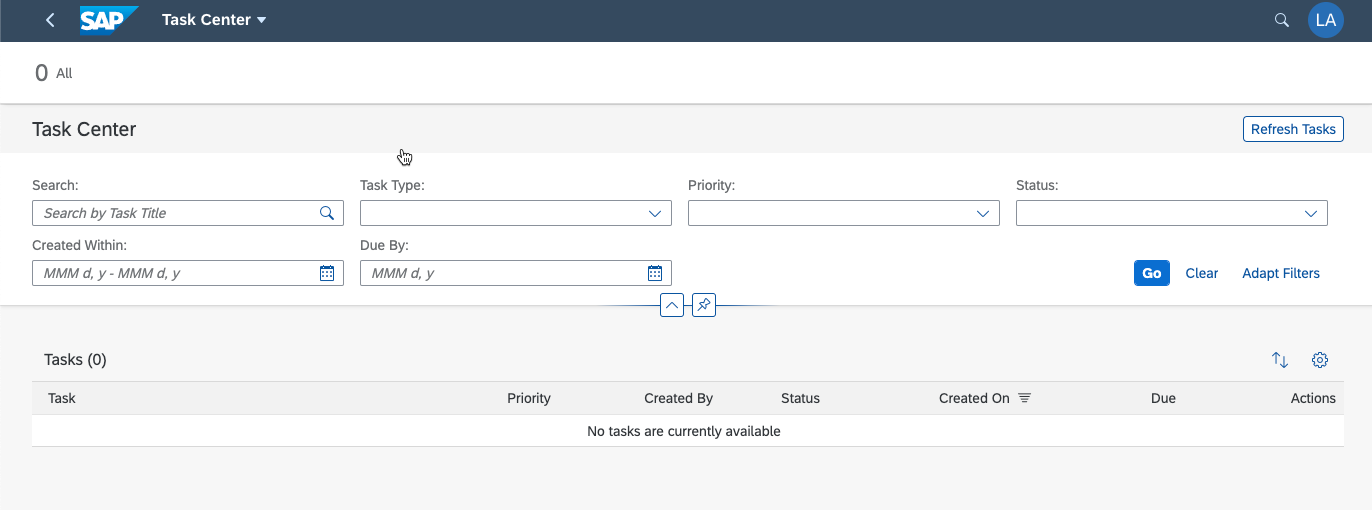 SAP Task Center LA
0 All
Task Center Refresh Tasks
Search: Task Type: Priority: Status:
Search by Task Title
Created Within: Due By:
MMM d, y - MMM d, y MMM d, y Go Clear Adapt Filters
Tasks (0)
Task Priority Created By Status Created On Due Actions
No tasks are currently available